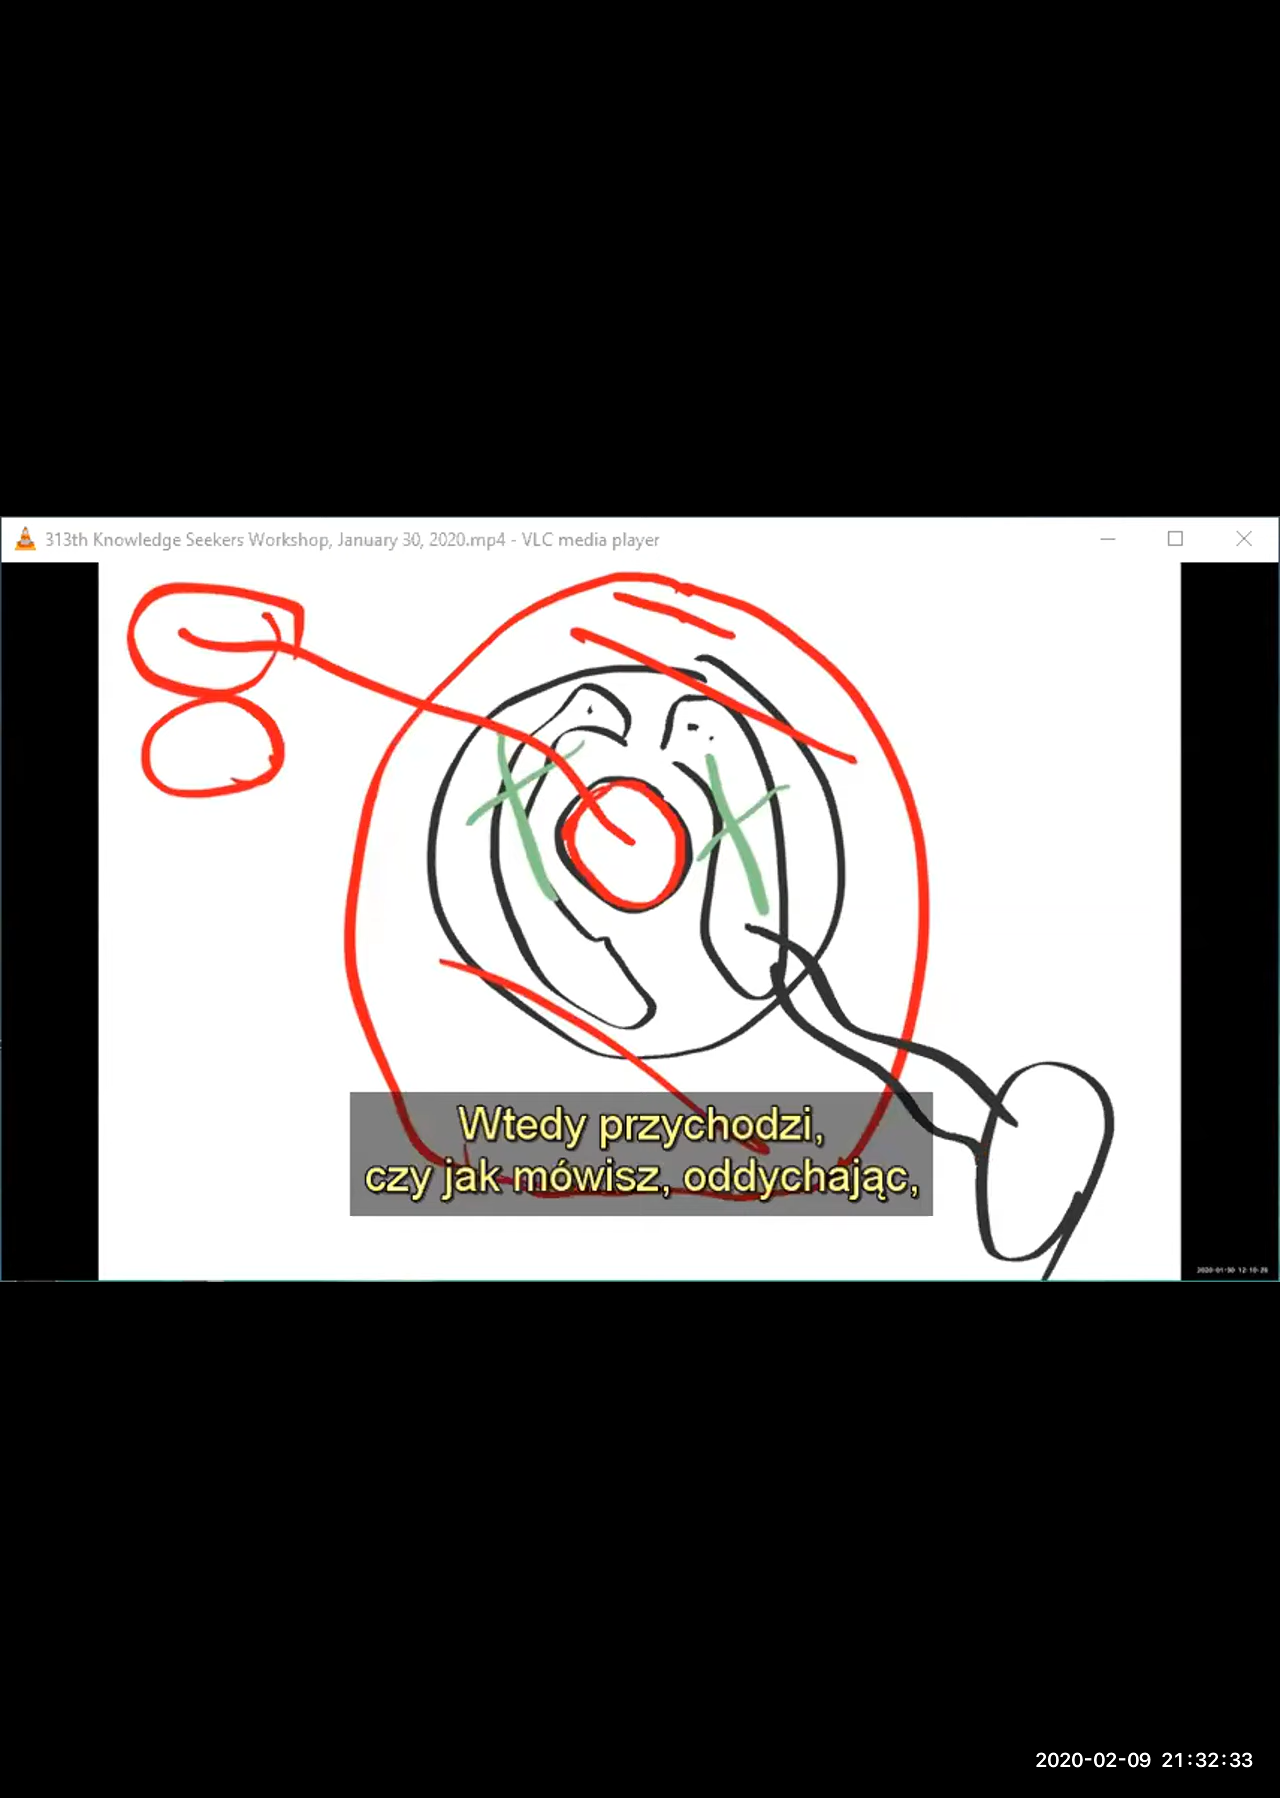 313th Knowledge Seekers Workshop, January 30, 2020.mp4 - VLC media player
Wtedy przychodzi,
czy jak mówisz, oddychając,
2020-02-09 21:32:33